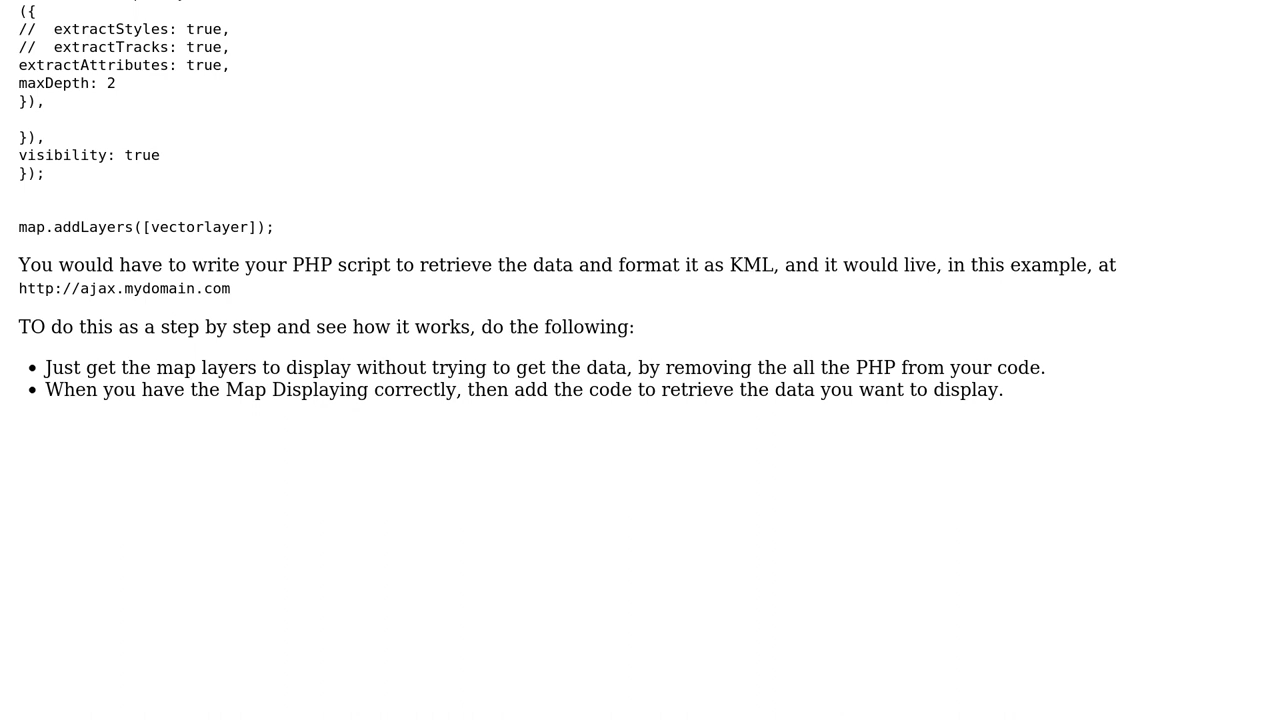 ({
//  extractStyles: true,
//  extractTracks: true,
extractAttributes: true,
maxDepth: 2
}),
}),
visibility: true
});
map.addLayers([vectorlayer]);
You would have to write your PHP script to retrieve the data and format it as KML, and it would live, in this example, at
http://ajax.mydomain.com
TO do this as a step by step and see how it works, do the following:
• Just get the map layers to display without trying to get the data, by removing the all the PHP from your code.
• When you have the Map Displaying correctly, then add the code to retrieve the data you want to display.